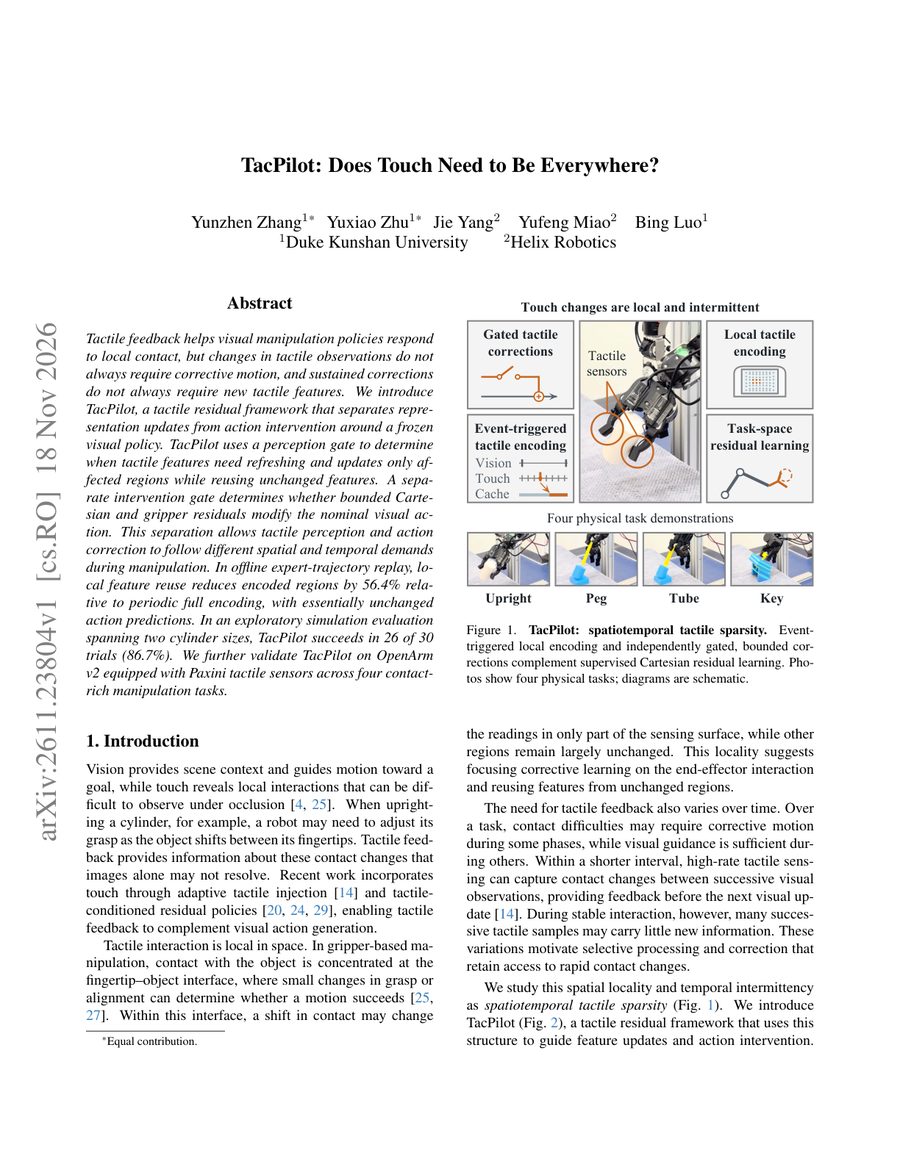 arXiv:2611.23804v1 [cs.RO] 18 Nov 2026
TacPilot: Does Touch Need to Be Everywhere?
Yunzhen Zhang1* Yuxiao Zhu1* Jie Yang2 Yufeng Miao2 Bing Luo1
1Duke Kunshan University 2Helix Robotics
Abstract
Tactile feedback helps visual manipulation policies respond
to local contact, but changes in tactile observations do not
always require corrective motion, and sustained corrections
do not always require new tactile features. We introduce
TacPilot, a tactile residual framework that separates repre-
sentation updates from action intervention around a frozen
visual policy. TacPilot uses a perception gate to determine
when tactile features need refreshing and updates only af-
fected regions while reusing unchanged features. A sepa-
rate intervention gate determines whether bounded Carte-
sian and gripper residuals modify the nominal visual ac-
tion. This separation allows tactile perception and action
correction to follow different spatial and temporal demands
during manipulation. In offline expert-trajectory replay, lo-
cal feature reuse reduces encoded regions by 56.4% rela-
tive to periodic full encoding, with essentially unchanged
action predictions. In an exploratory simulation evaluation
spanning two cylinder sizes, TacPilot succeeds in 26 of 30
trials (86.7%). We further validate TacPilot on OpenArm
v2 equipped with Paxini tactile sensors across four contact-
rich manipulation tasks.
1. Introduction
Vision provides scene context and guides motion toward a
goal, while touch reveals local interactions that can be dif-
ficult to observe under occlusion [4, 25]. When upright-
ing a cylinder, for example, a robot may need to adjust its
grasp as the object shifts between its fingertips. Tactile feed-
back provides information about these contact changes that
images alone may not resolve. Recent work incorporates
touch through adaptive tactile injection [14] and tactile-
conditioned residual policies [20, 24, 29], enabling tactile
feedback to complement visual action generation.
Tactile interaction is local in space. In gripper-based ma-
nipulation, contact with the object is concentrated at the
fingertip–object interface, where small changes in grasp or
alignment can determine whether a motion succeeds [25,
27]. Within this interface, a shift in contact may change
*Equal contribution.
Touch changes are local and intermittent
Gated tactile
corrections
Tactile
sensors
Local tactile
encoding
Event-triggered
tactile encoding
Vision
Touch
Cache
Task-space
residual learning
Four physical task demonstrations
Upright Peg Tube Key
Figure 1. TacPilot: spatiotemporal tactile sparsity. Event-
triggered local encoding and independently gated, bounded cor-
rections complement supervised Cartesian residual learning. Pho-
tos show four physical tasks; diagrams are schematic.
the readings in only part of the sensing surface, while other
regions remain largely unchanged. This locality suggests
focusing corrective learning on the end-effector interaction
and reusing features from unchanged regions.
The need for tactile feedback also varies over time. Over
a task, contact difficulties may require corrective motion
during some phases, while visual guidance is sufficient dur-
ing others. Within a shorter interval, high-rate tactile sens-
ing can capture contact changes between successive visual
observations, providing feedback before the next visual up-
date [14]. During stable interaction, however, many succes-
sive tactile samples may carry little new information. These
variations motivate selective processing and correction that
retain access to rapid contact changes.
We study this spatial locality and temporal intermittency
as spatiotemporal tactile sparsity (Fig. 1). We introduce
TacPilot (Fig. 2), a tactile residual framework that uses this
structure to guide feature updates and action intervention.